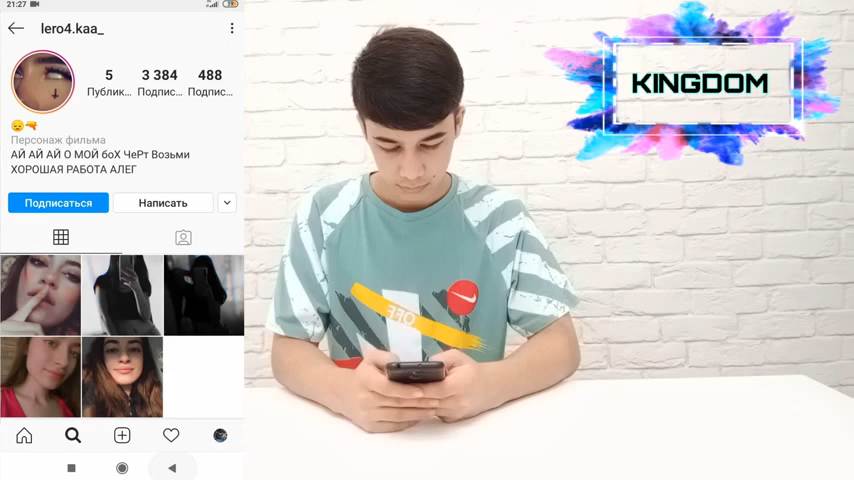 21:27
lero4.kaa_
5 3 384 488
Публик... Подпис... Подпис...
Персонаж фильма
АЙ АЙ АЙ О МОЙ боХ ЧеРт Возьми
ХОРОШАЯ РАБОТА АЛЕГ
Подписаться Написать
KINGDOM
OFF